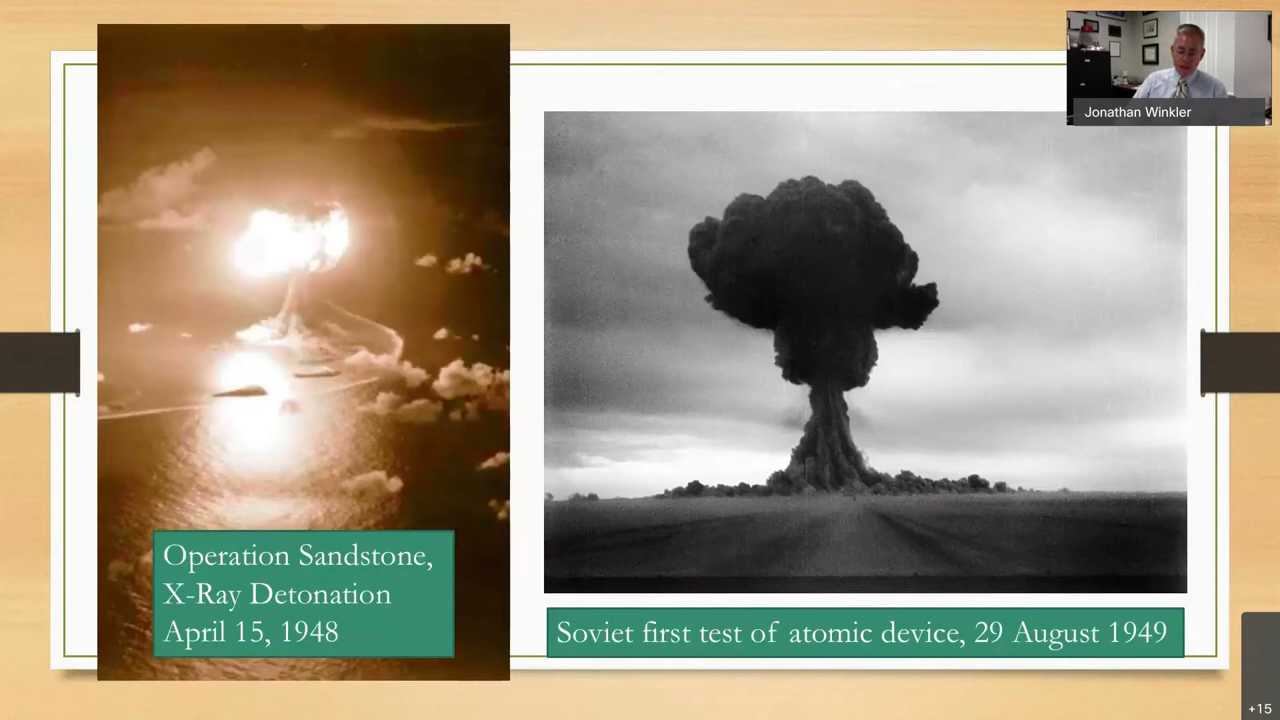 Jonathan Winkler
Operation Sandstone,
X-Ray Detonation
April 15, 1948
Soviet first test of atomic device, 29 August 1949
+15